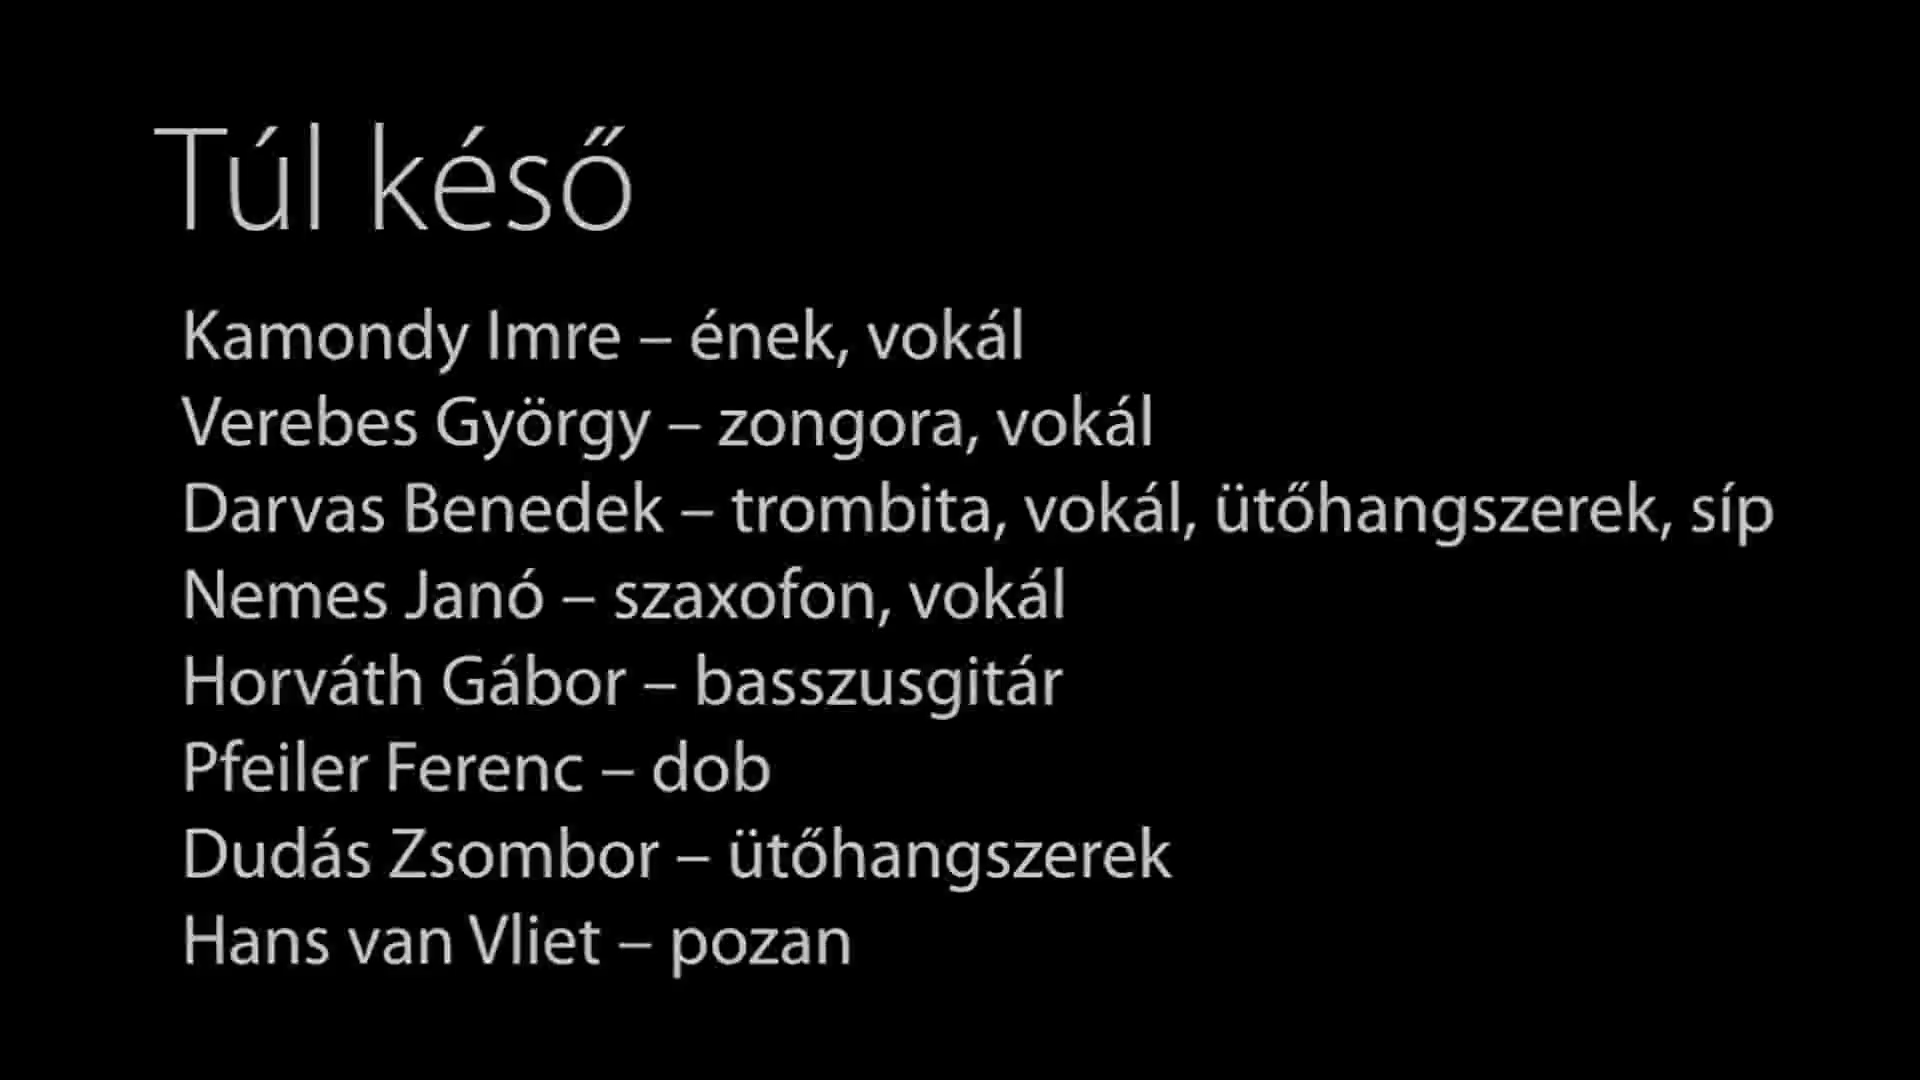 Túl késő
Kamondy Imre – ének, vokál
Verebes György – zongora, vokál
Darvas Benedek – trombita, vokál, ütőhangszerek, síp
Nemes Janó – szaxofon, vokál
Horváth Gábor – basszusgitár
Pfeiler Ferenc – dob
Dudás Zsombor – ütőhangszerek
Hans van Vliet – pozan